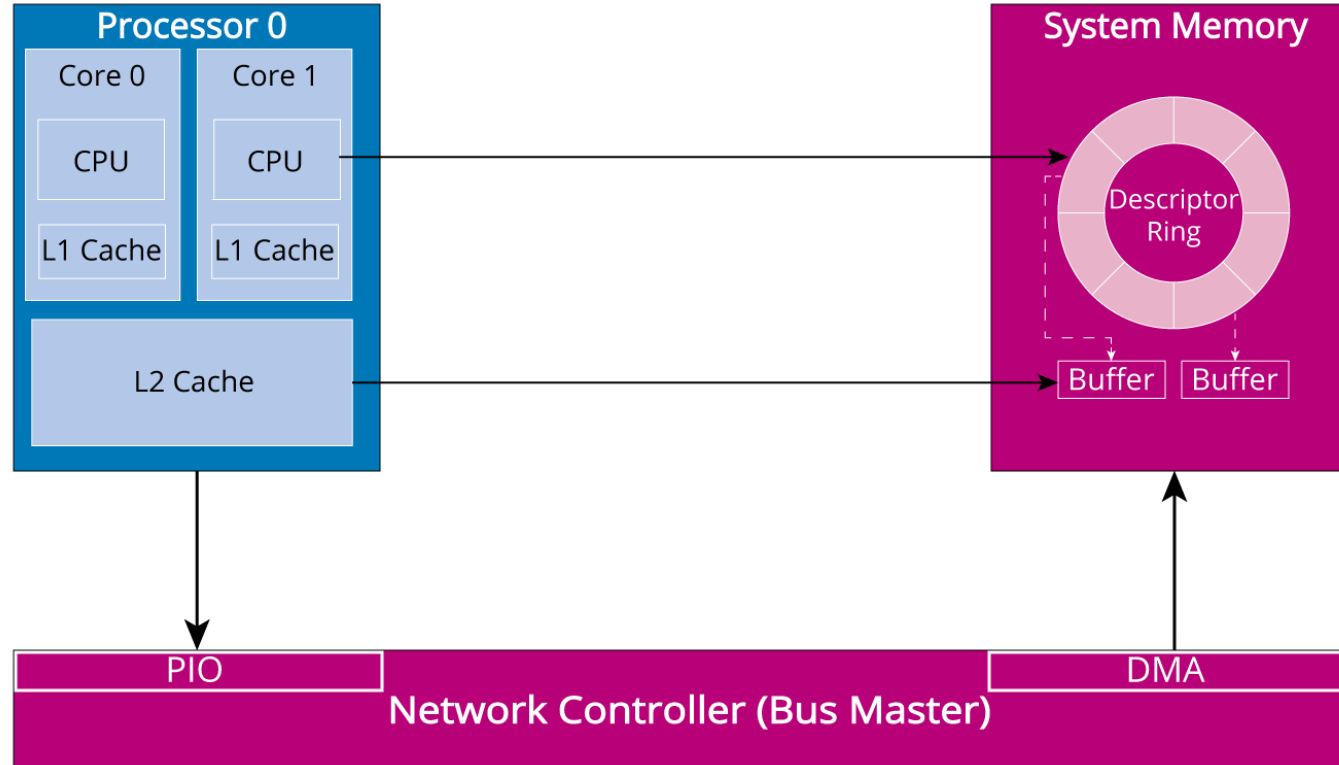 Processor 0
Core 0
CPU
L1 Cache
Core 1
CPU
L1 Cache
L2 Cache
System Memory
Descriptor
Ring
Buffer
Buffer
PIO
DMA
Network Controller (Bus Master)